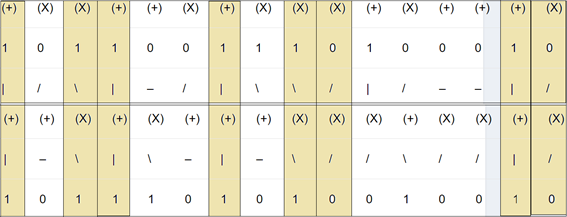 (+) (X) (X) (+) (+) (X) (+) (X) (X) (X) (+) (X) (+) (+) (+) (X)
1 0 1 1 0 0 1 1 1 0 1 0 0 0 1 0
| / \ | – / | \ \ / | / – – | /
(+) (+) (X) (+) (X) (+) (+) (+) (X) (X) (X) (X) (X) (X) (+) (X)
| – \ | \ – | – \ / / \ / / | /
1 0 1 1 1 0 1 0 1 0 0 1 0 0 1 0